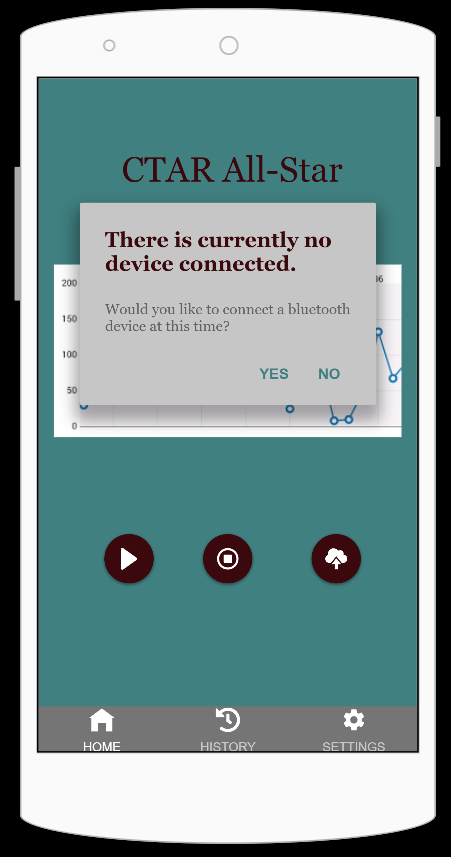 CTAR All-Star
There is currently no
device connected.
Would you like to connect a bluetooth
device at this time?
YES NO
200
150
100
50
0
HOME HISTORY SETTINGS